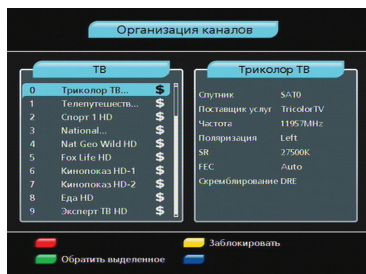 Организация каналов
ТВ
0 Триколор ТВ... $
1 Телепутешеств... $
2 Спорт 1 HD $
3 National... $
4 Nat Geo Wild HD $
5 Fox Life HD $
6 Кинопоказ HD-1 $
7 Кинопоказ HD-2 $
8 Еда HD $
9 Эксперт ТВ HD $
Триколор ТВ
Спутник SAT0
Поставщик услуг TricolorTV
Частота 11957MHz
Поляризация Left
SR 27500K
FEC Auto
Скремблирование DRE
Заблокировать
Обратить выделенное